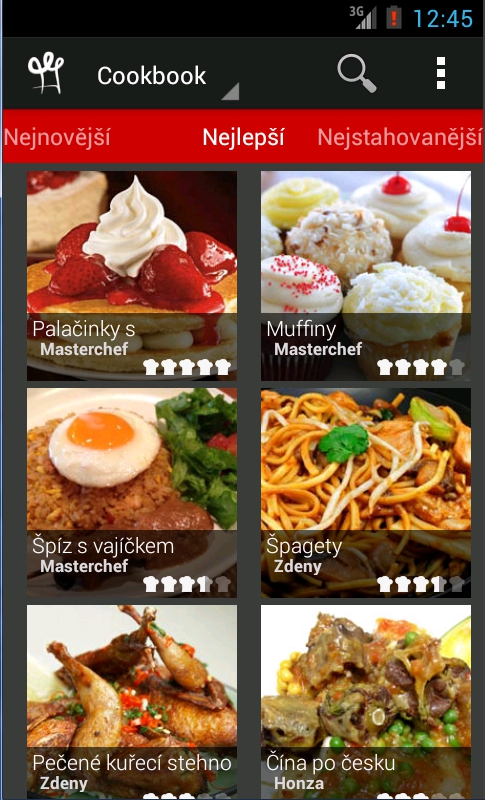 3G 12:45
Cookbook
Nejnovější Nejlepší Nejstahovanější
Palačinky s
Masterchef
Muffiny
Masterchef
Špíz s vajíčkem
Masterchef
Špagety
Zdeny
Pečené kuřecí stehno
Zdeny
Čína po česku
Honza